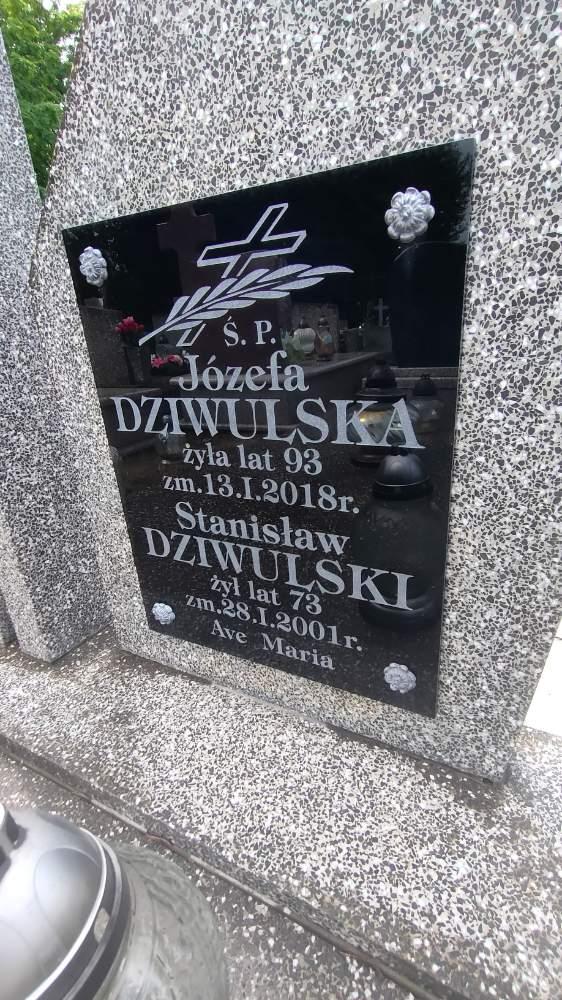 Ś. P.
Józefa
DZIWULSKA
żyła lat 93
zm.13.I.2018r.
Stanisław
DZIWULSKI
żył lat 73
zm.28.I.2001r.
Ave Maria